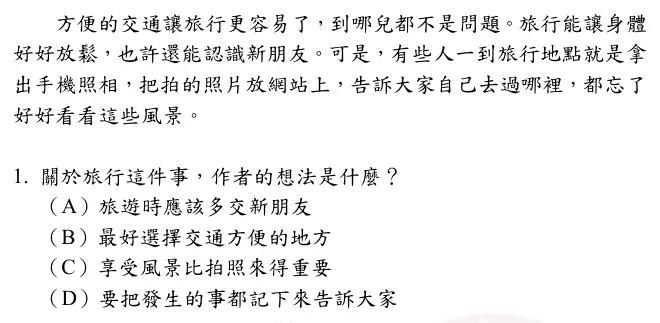 方便的交通讓旅行更容易了，到哪兒都不是問題。旅行能讓身體
好好放鬆，也許還能認識新朋友。可是，有些人一到旅行地點就是拿
出手機照相，把拍的照片放網站上，告訴大家自己去過哪裡，都忘了
好好看看這些風景。
1. 關於旅行這件事，作者的想法是什麼？
（A）旅遊時應該多交新朋友
（B）最好選擇交通方便的地方
（C）享受風景比拍照來得重要
（D）要把發生的事都記下來告訴大家